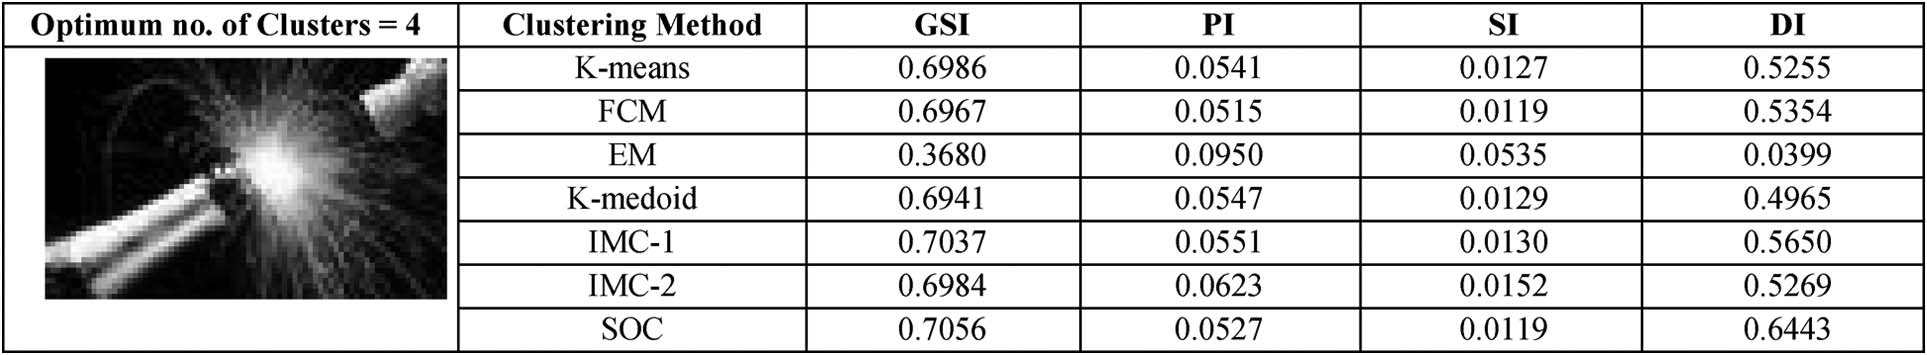 Optimum no. of Clusters = 4 Clustering Method GSI PI SI DI
K-means 0.6986 0.0541 0.0127 0.5255
FCM 0.6967 0.0515 0.0119 0.5354
EM 0.3680 0.0950 0.0535 0.0399
K-medoid 0.6941 0.0547 0.0129 0.4965
IMC-1 0.7037 0.0551 0.0130 0.5650
IMC-2 0.6984 0.0623 0.0152 0.5269
SOC 0.7056 0.0527 0.0119 0.6443